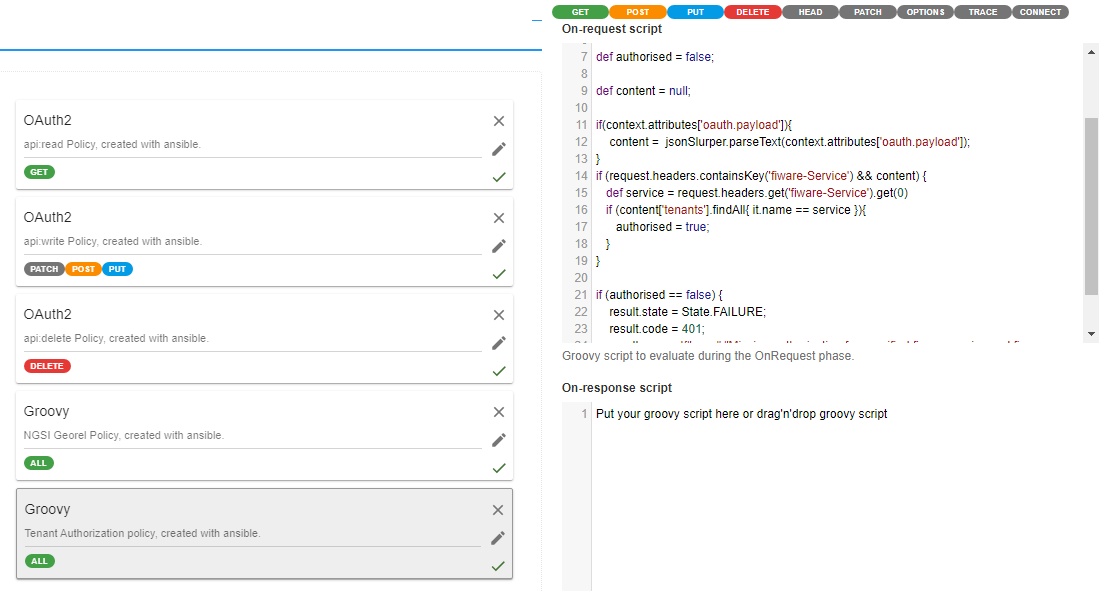 OAuth2
api:read Policy, created with ansible.
GET
OAuth2
api:write Policy, created with ansible.
PATCH POST PUT
OAuth2
api:delete Policy, created with ansible.
DELETE
Groovy
NGSI Georel Policy, created with ansible.
ALL
Groovy
Tenant Authorization policy, created with ansible.
ALL
GET POST PUT DELETE HEAD PATCH OPTIONS TRACE CONNECT
On-request script
7 def authorised = false;
8
9 def content = null;
10
11 if(context.attributes['oauth.payload']){
12 content = jsonSlurper.parseText(context.attributes['oauth.payload']);
13 }
14 if (request.headers.containsKey('fiware-Service') && content) {
15 def service = request.headers.get('fiware-Service').get(0)
16 if (content['tenants'].findAll{ it.name == service }){
17 authorised = true;
18 }
19 }
20
21 if (authorised == false) {
22 result.state = State.FAILURE;
23 result.code = 401;
Groovy script to evaluate during the OnRequest phase.
On-response script
1 Put your groovy script here or drag'n'drop groovy script